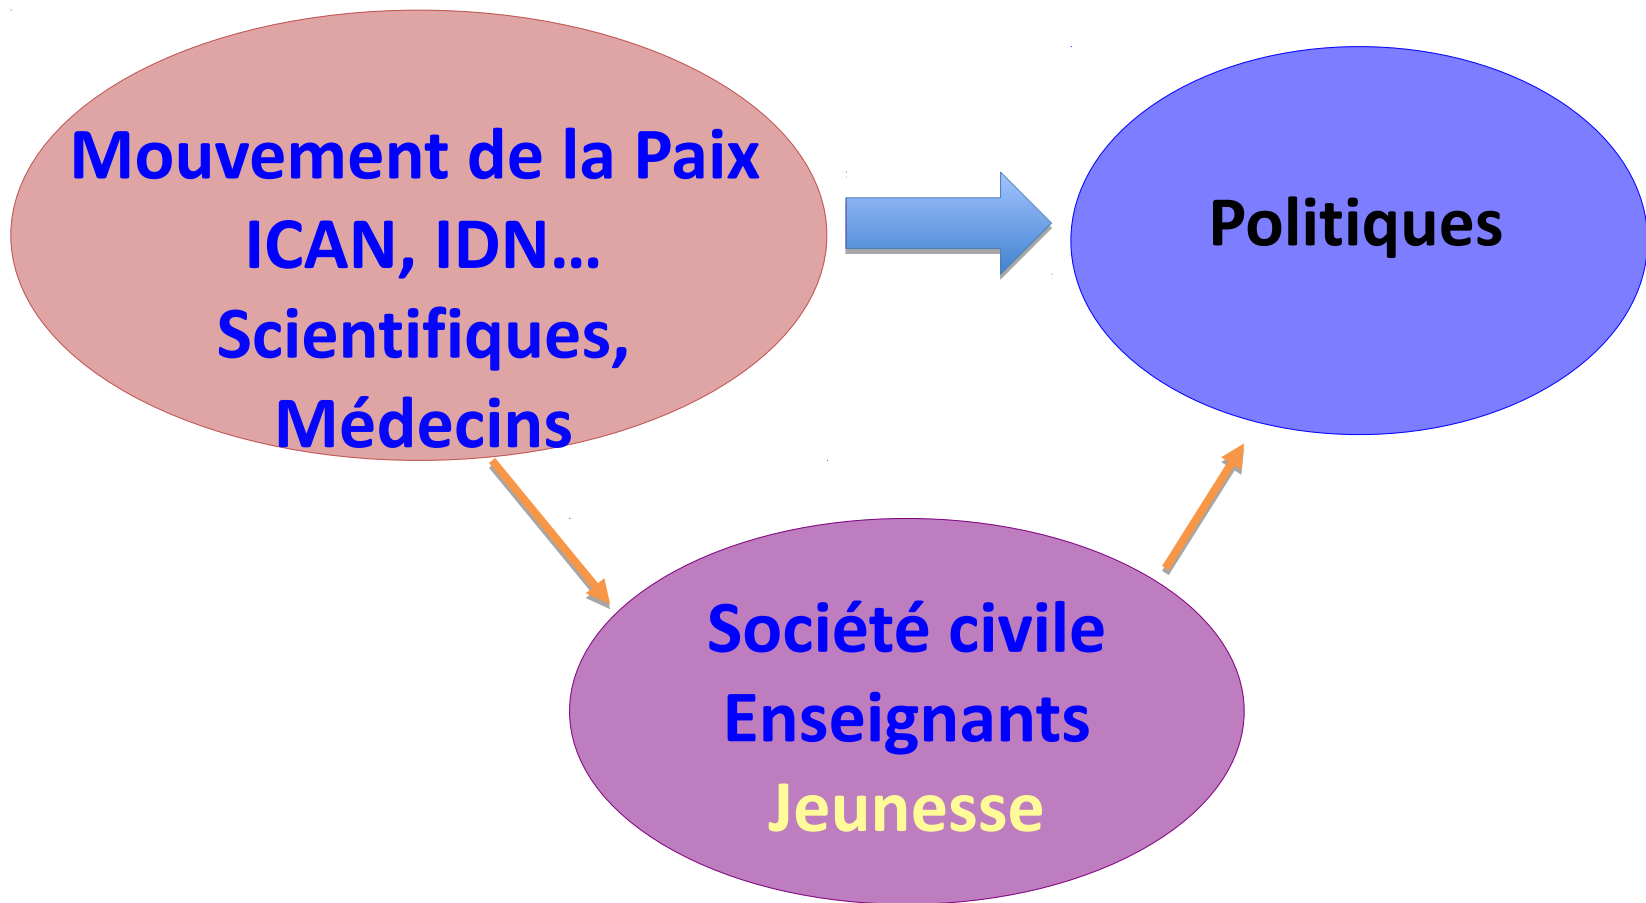 Mouvement de la Paix
ICAN, IDN…
Scientifiques,
Médecins
Politiques
Société civile
Enseignants
Jeunesse